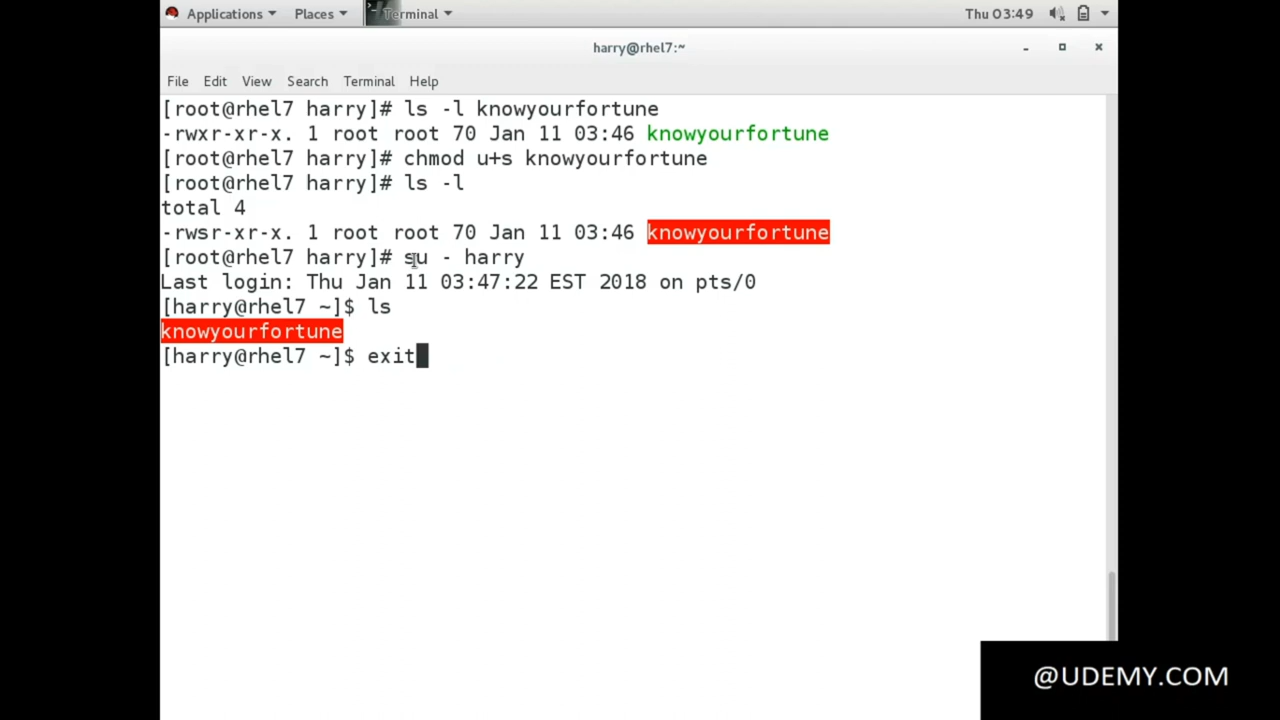 Applications Places Terminal Thu 03:49
harry@rhel7:~
File Edit View Search Terminal Help
[root@rhel7 harry]# ls -l knowyourfortune
-rwxr-xr-x. 1 root root 70 Jan 11 03:46 knowyourfortune
[root@rhel7 harry]# chmod u+s knowyourfortune
[root@rhel7 harry]# ls -l
total 4
-rwsr-xr-x. 1 root root 70 Jan 11 03:46 knowyourfortune
[root@rhel7 harry]# su - harry
Last login: Thu Jan 11 03:47:22 EST 2018 on pts/0
[harry@rhel7 ~]$ ls
knowyourfortune
[harry@rhel7 ~]$ exit
@UDEMY.COM